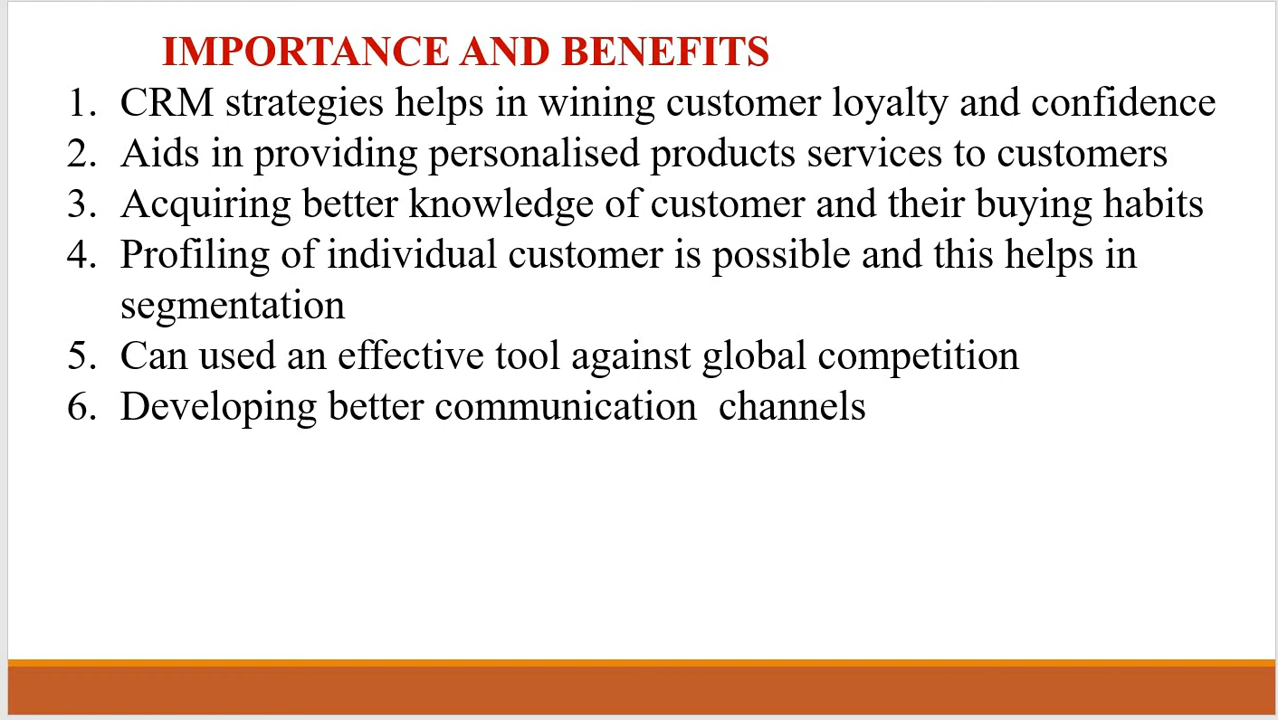 IMPORTANCE AND BENEFITS
1. CRM strategies helps in wining customer loyalty and confidence
2. Aids in providing personalised products services to customers
3. Acquiring better knowledge of customer and their buying habits
4. Profiling of individual customer is possible and this helps in
segmentation
5. Can used an effective tool against global competition
6. Developing better communication  channels